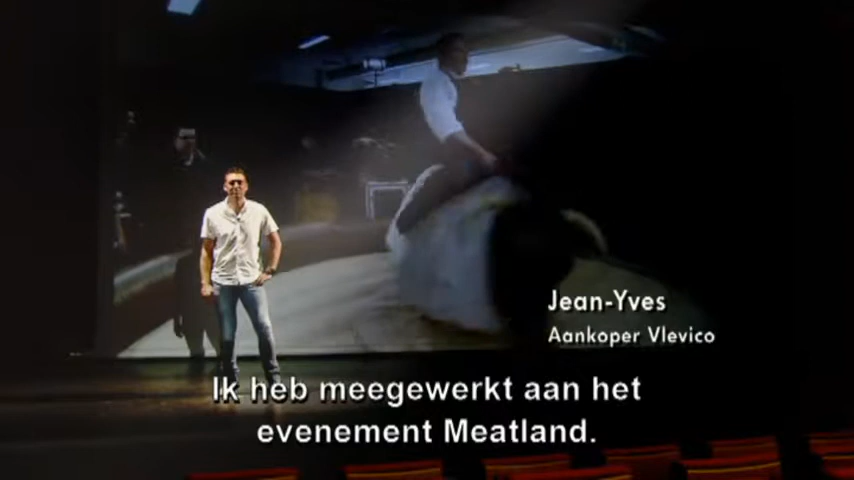 Jean-Yves
Aankoper Vlevico
Ik heb meegewerkt aan het
evenement Meatland.